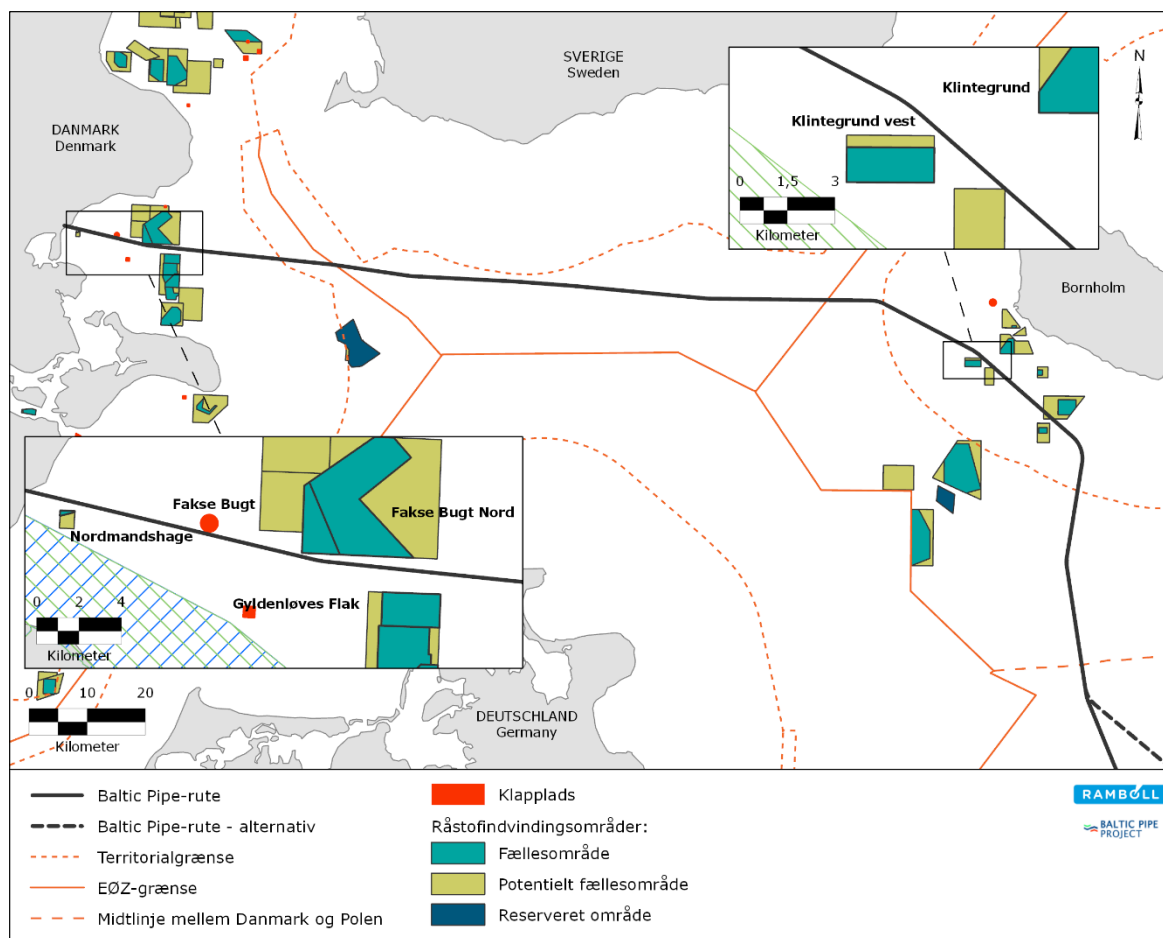 SVERIGE
Sweden
DANMARK
Denmark
Klintegrund
N
Klintegrund vest
0 1,5 3
Kilometer
Bornholm
Fakse Bugt
Fakse Bugt Nord
Nordmandshage
Gyldenløves Flak
0 2 4
Kilometer
0 10 20
Kilometer
DEUTSCHLAND
Germany
Baltic Pipe-rute
Baltic Pipe-rute - alternativ
Territorialgrænse
EØZ-grænse
Midtlinje mellem Danmark og Polen
Klapplads
Råstofindvindingsområder:
Fællesområde
Potentielt fællesområde
Reserveret område
RAMBOLL
BALTIC PIPE
PROJECT